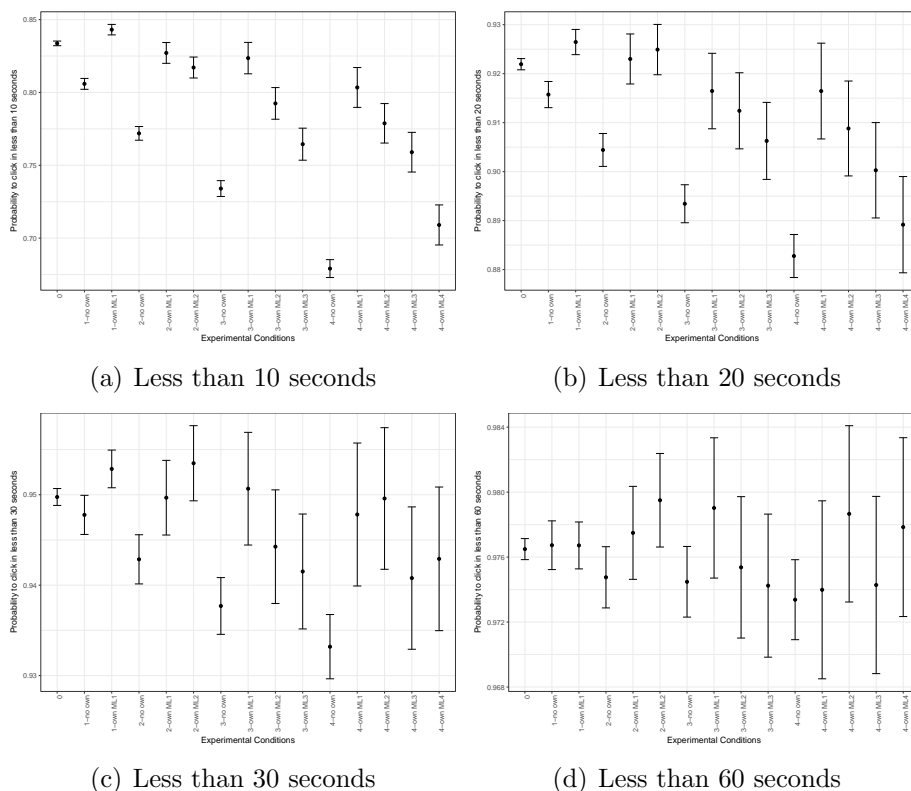 Probability to click in less than 10 seconds
0.85
0.80
0.75
0.70
0
1−no own
1−own ML1
2−no own
2−own ML1
2−own ML2
3−no own
3−own ML1
3−own ML2
3−own ML3
4−no own
4−own ML1
4−own ML2
4−own ML3
4−own ML4
Experimental Conditions
(a) Less than 10 seconds
Probability to click in less than 20 seconds
0.93
0.92
0.91
0.90
0.89
0.88
0
1−no own
1−own ML1
2−no own
2−own ML1
2−own ML2
3−no own
3−own ML1
3−own ML2
3−own ML3
4−no own
4−own ML1
4−own ML2
4−own ML3
4−own ML4
Experimental Conditions
(b) Less than 20 seconds
Probability to click in less than 30 seconds
0.95
0.94
0.93
0
1−no own
1−own ML1
2−no own
2−own ML1
2−own ML2
3−no own
3−own ML1
3−own ML2
3−own ML3
4−no own
4−own ML1
4−own ML2
4−own ML3
4−own ML4
Experimental Conditions
(c) Less than 30 seconds
Probability to click in less than 60 seconds
0.984
0.980
0.976
0.972
0.968
0
1−no own
1−own ML1
2−no own
2−own ML1
2−own ML2
3−no own
3−own ML1
3−own ML2
3−own ML3
4−no own
4−own ML1
4−own ML2
4−own ML3
4−own ML4
Experimental Conditions
(d) Less than 60 seconds